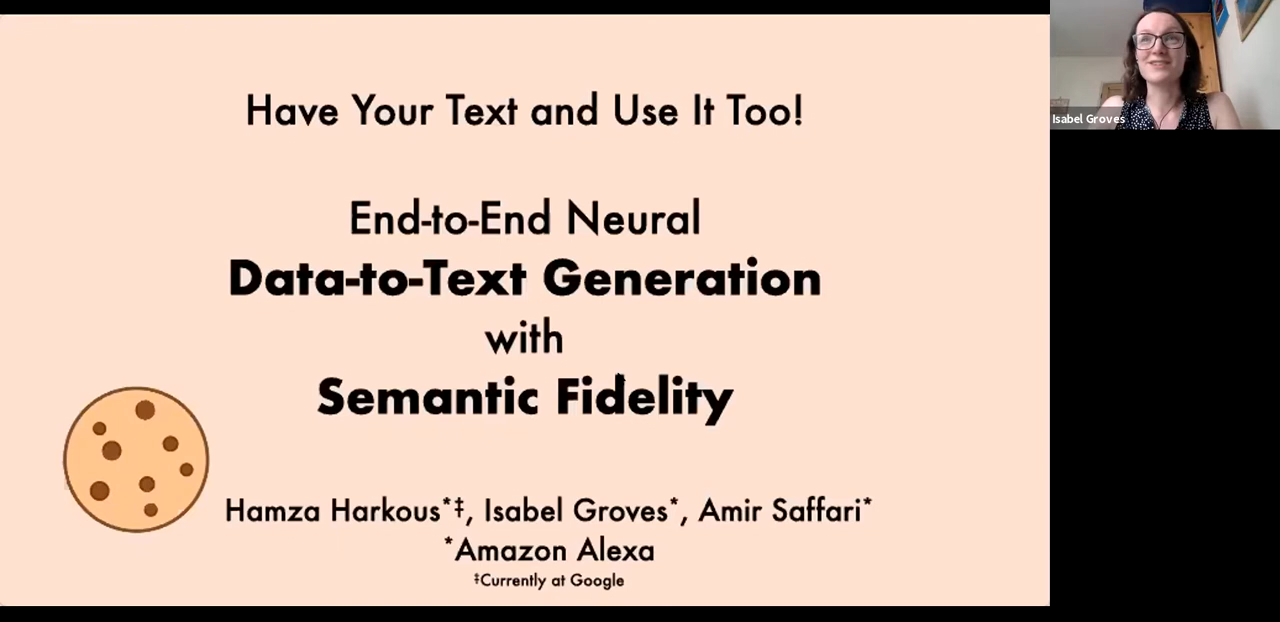 Have Your Text and Use It Too!
End-to-End Neural
Data-to-Text Generation
with
Semantic Fidelity
Hamza Harkous*‡, Isabel Groves*, Amir Saffari*
*Amazon Alexa
‡Currently at Google
Isabel Groves